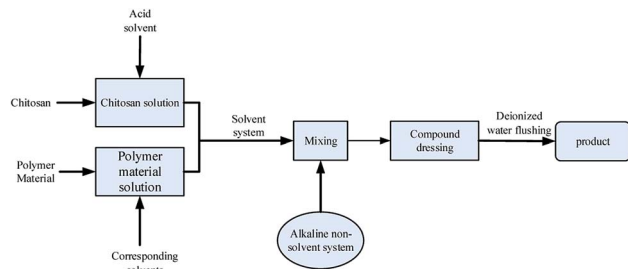 Acid
solvent
Chitosan
Chitosan solution
Solvent
system
Polymer
Material
Polymer
material
solution
Mixing
Compound
dressing
Deionized
water flushing
product
Alkaline non-
solvent system
Corresponding